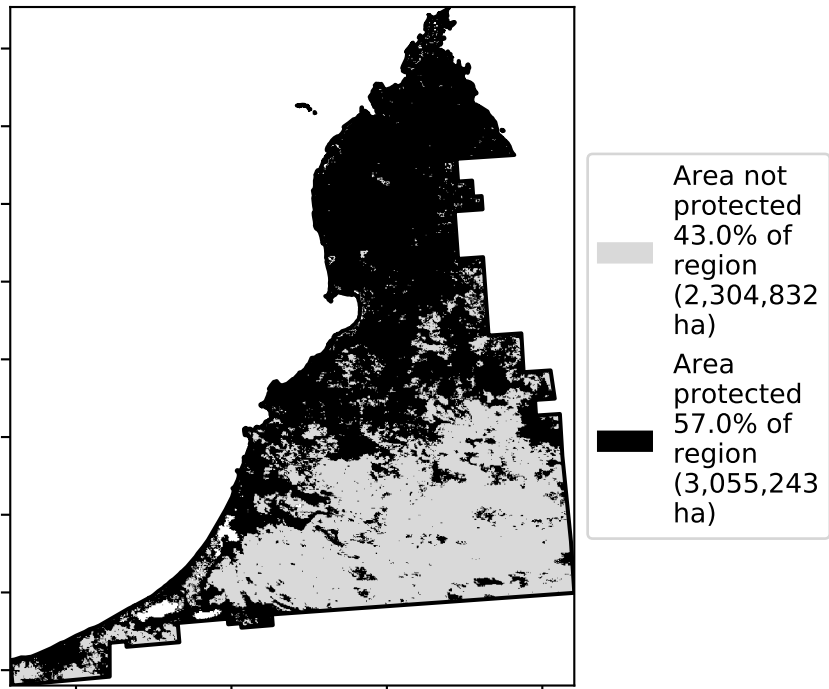 Area not
protected
43.0% of
region
(2,304,832
ha)
Area
protected
57.0% of
region
(3,055,243
ha)